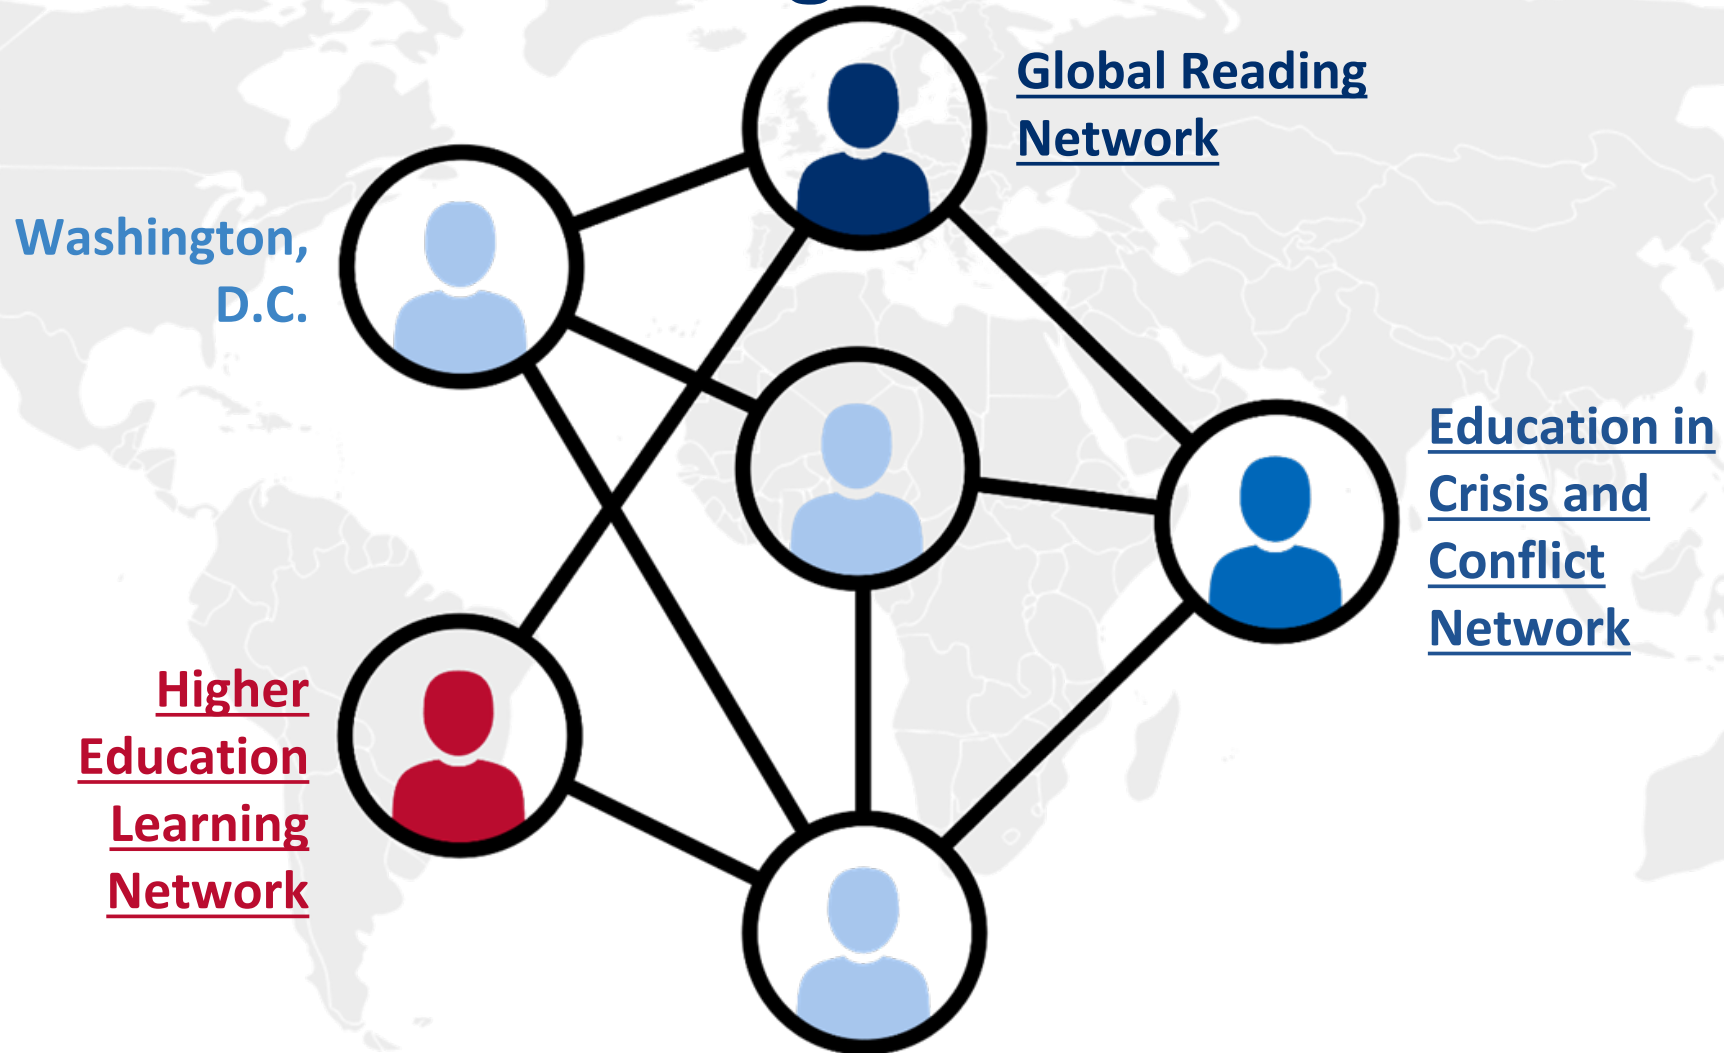 Global Reading
Network
Washington,
D.C.
Education in
Crisis and
Conflict
Network
Higher
Education
Learning
Network